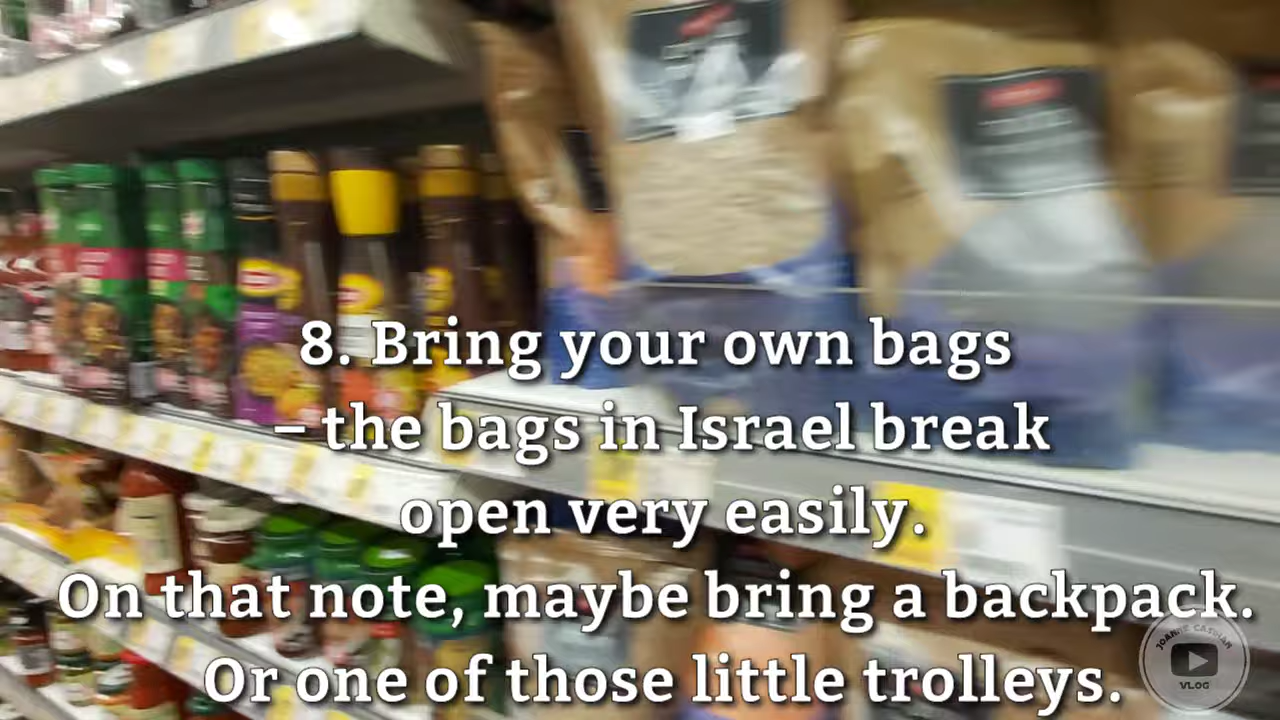 8. Bring your own bags
– the bags in Israel break
open very easily.
On that note, maybe bring a backpack.
Or one of those little trolleys.
VLOG